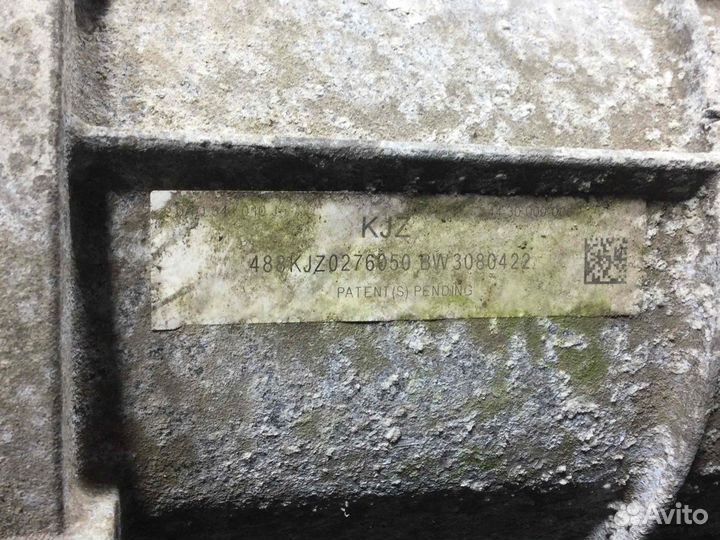 KJZ
488KJZ0276050 BW3080422
PATENT(S) PENDING
Avito